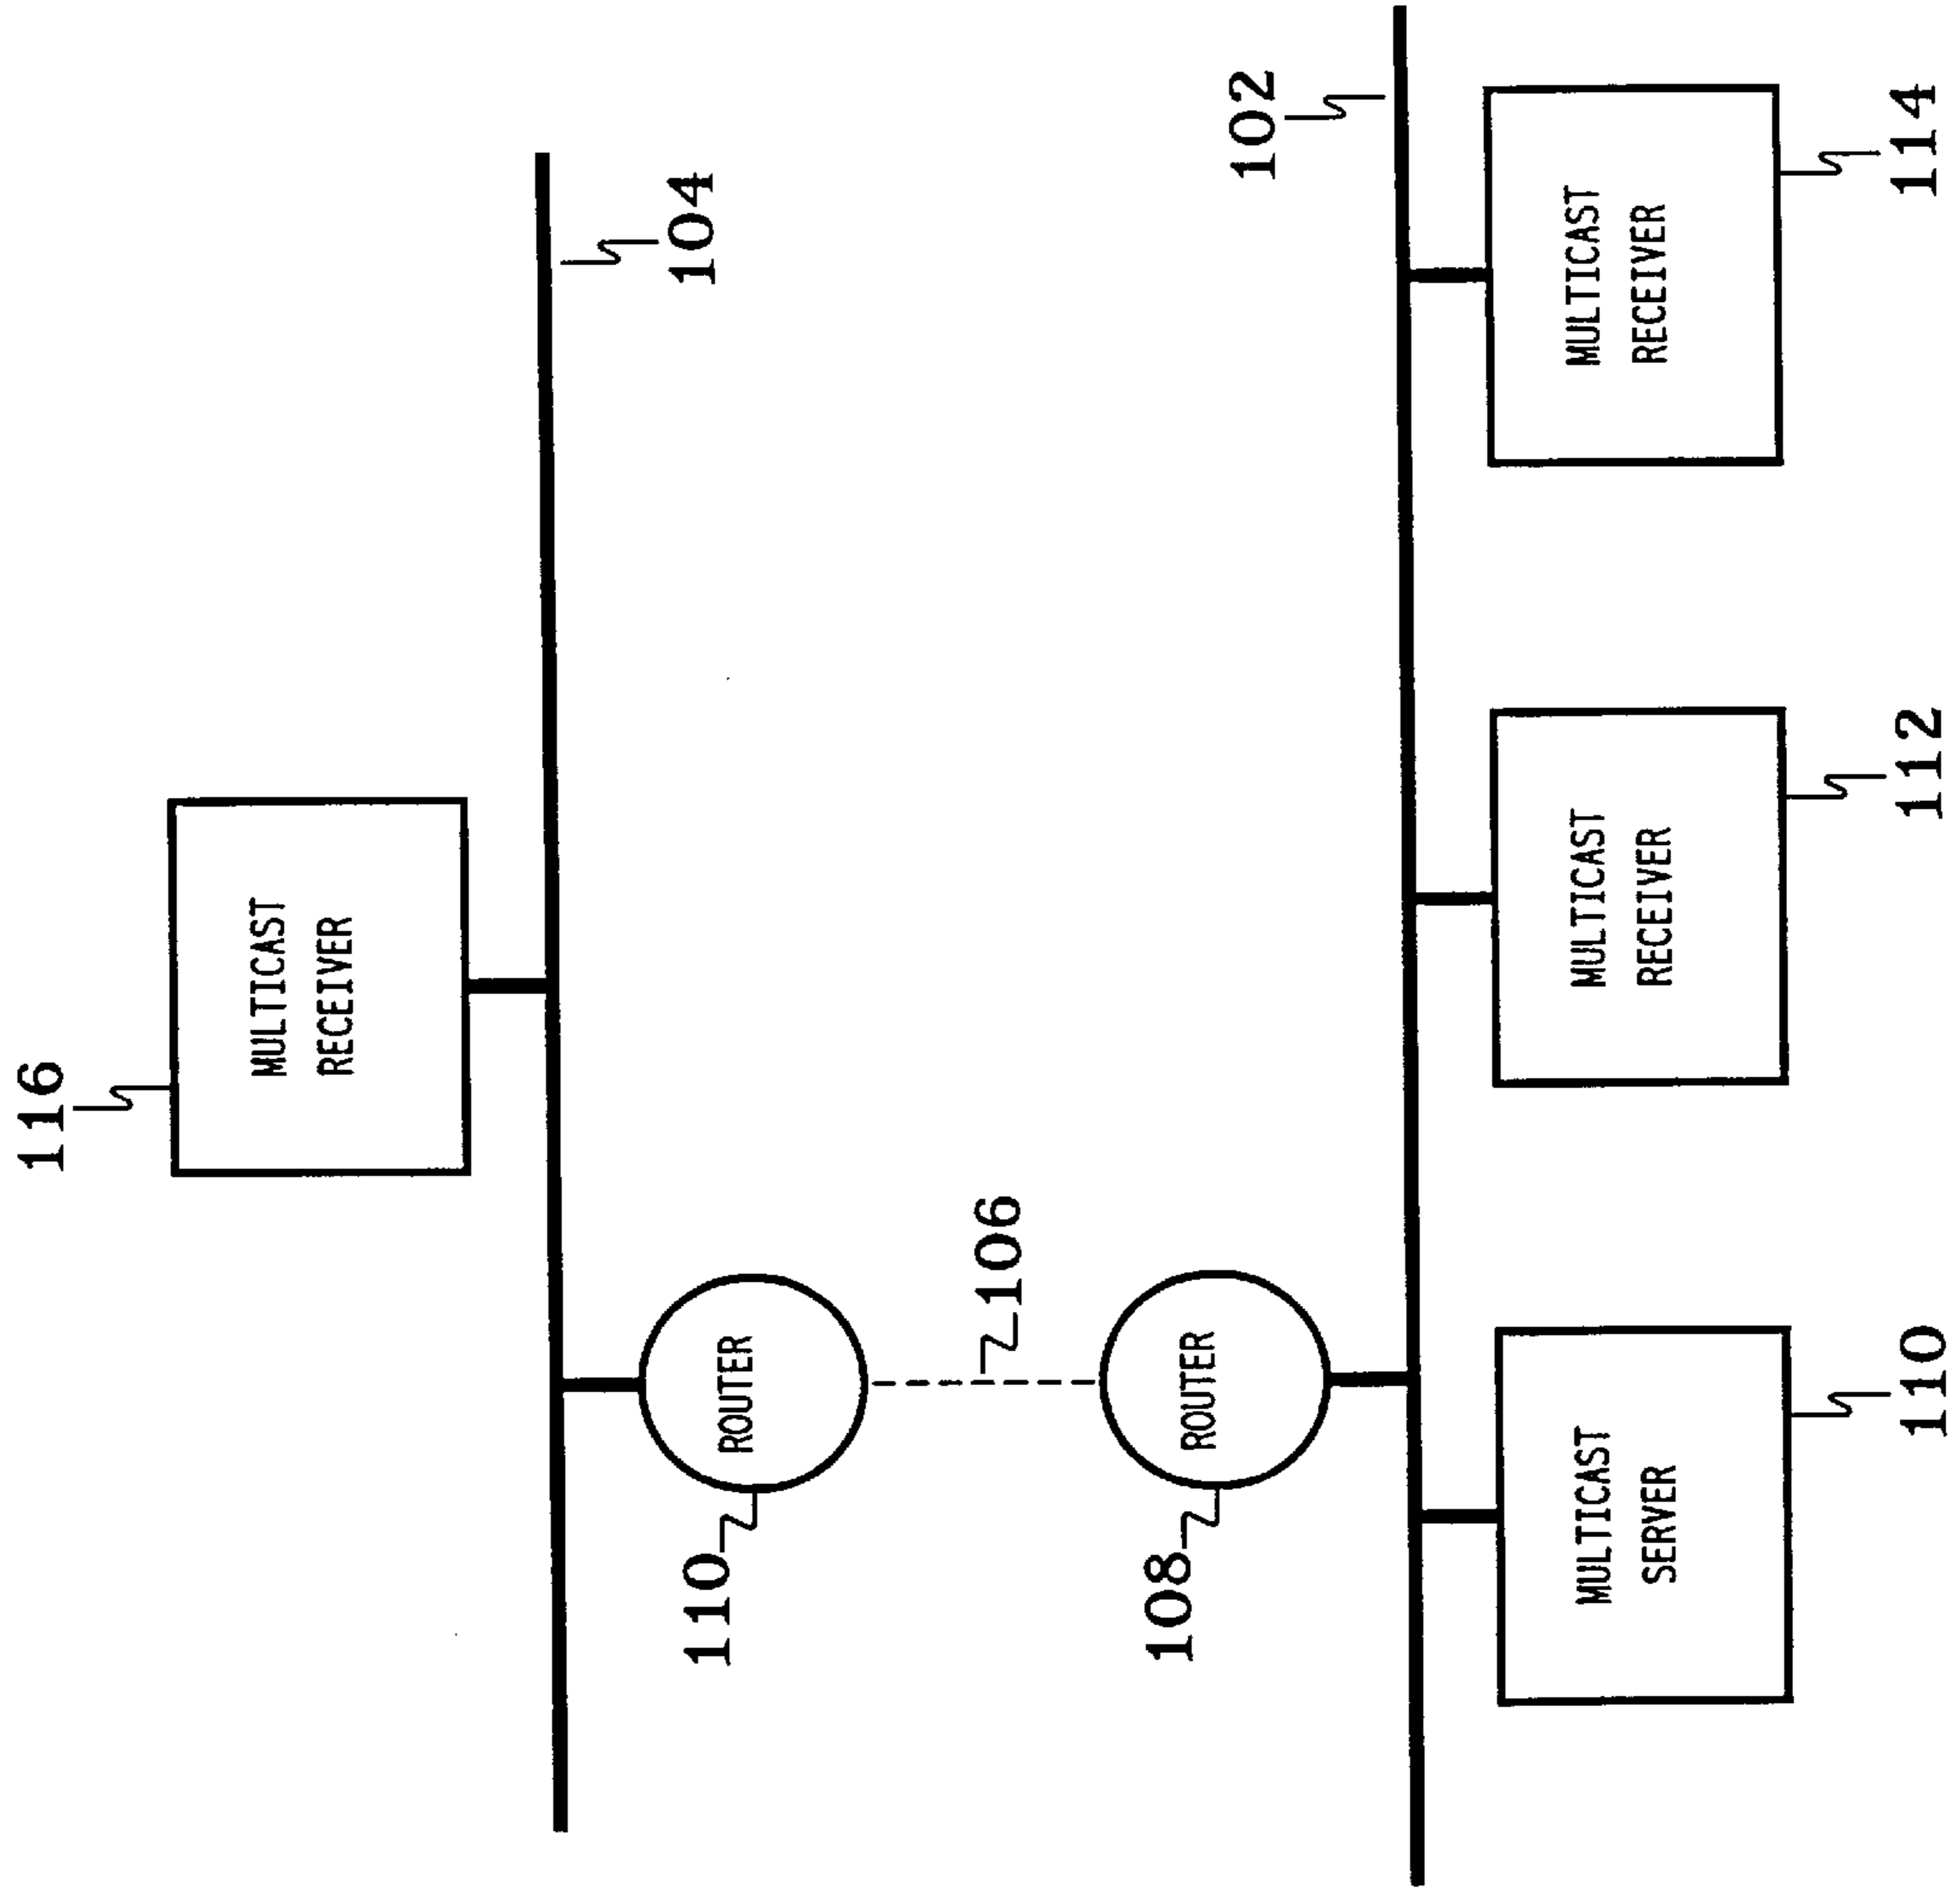 116
MULTICAST
RECEIVER
104
110
ROUTER
106
108
ROUTER
102
MULTICAST
SERVER
110
MULTICAST
RECEIVER
112
MULTICAST
RECEIVER
114